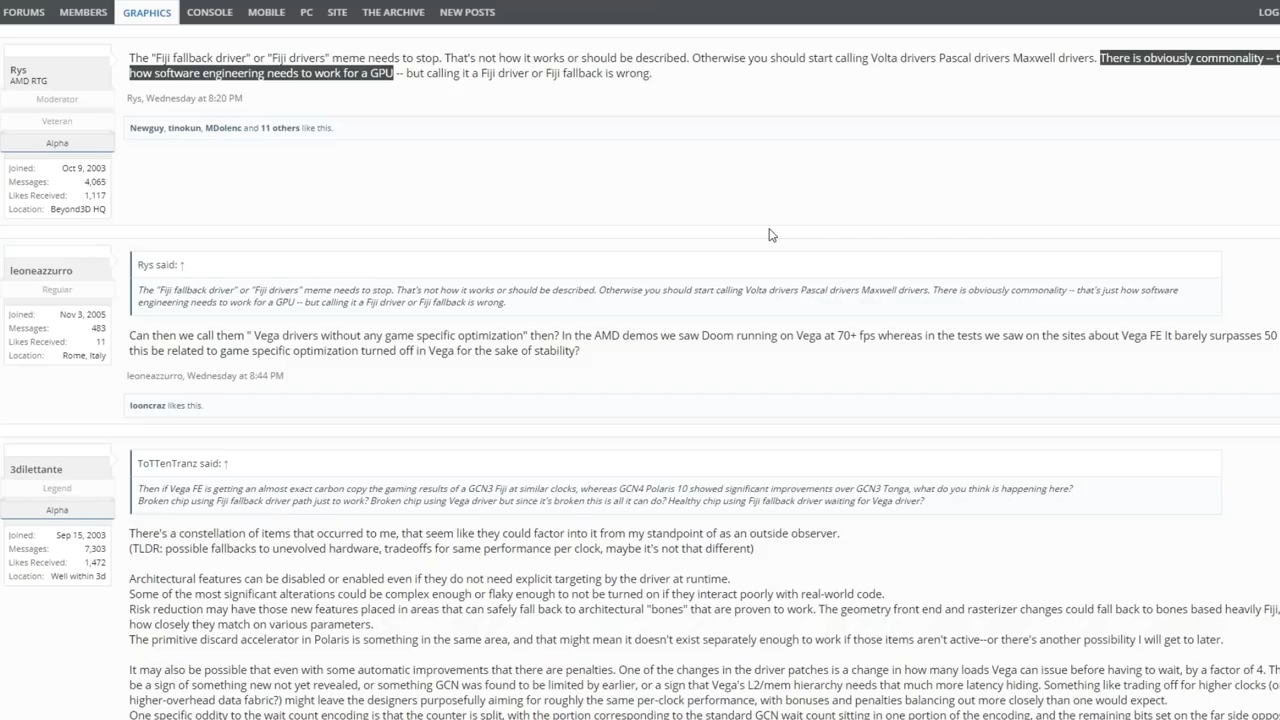 FORUMS MEMBERS GRAPHICS CONSOLE MOBILE PC SITE THE ARCHIVE NEW POSTS LOG
Rys
AMD RTG
Moderator
Veteran
Alpha
Joined: Oct 9, 2003
Messages: 4,065
Likes Received: 1,117
Location: Beyond3D HQ
The "Fiji fallback driver" or "Fiji drivers" meme needs to stop. That's not how it works or should be described. Otherwise you should start calling Volta drivers Pascal drivers Maxwell drivers. There is obviously commonality -- t
how software engineering needs to work for a GPU -- but calling it a Fiji driver or Fiji fallback is wrong.
Rys, Wednesday at 8:20 PM
Newguy, tinokun, MDolenc and 11 others like this.
leoneazzurro
Regular
Joined: Nov 3, 2005
Messages: 483
Likes Received: 11
Location: Rome, Italy
Rys said: ↑
The "Fiji fallback driver" or "Fiji drivers" meme needs to stop. That's not how it works or should be described. Otherwise you should start calling Volta drivers Pascal drivers Maxwell drivers. There is obviously commonality -- that's just how software
engineering needs to work for a GPU -- but calling it a Fiji driver or Fiji fallback is wrong.
Can then we call them " Vega drivers without any game specific optimization" then? In the AMD demos we saw Doom running on Vega at 70+ fps whereas in the tests we saw on the sites about Vega FE It barely surpasses 50
this be related to game specific optimization turned off in Vega for the sake of stability?
leoneazzurro, Wednesday at 8:44 PM
looncraz likes this.
3dilettante
Legend
Alpha
Joined: Sep 15, 2003
Messages: 7,303
Likes Received: 1,472
Location: Well within 3d
ToTTenTranz said: ↑
Then if Vega FE is getting an almost exact carbon copy the gaming results of a GCN3 Fiji at similar clocks, whereas GCN4 Polaris 10 showed significant improvements over GCN3 Tonga, what do you think is happening here?
Broken chip using Fiji fallback driver path just to work? Broken chip using Vega driver but since it's broken this is all it can do? Healthy chip using Fiji fallback driver waiting for Vega driver?
There's a constellation of items that occurred to me, that seem like they could factor into it from my standpoint of as an outside observer.
(TLDR: possible fallbacks to unevolved hardware, tradeoffs for same performance per clock, maybe it's not that different)
Architectural features can be disabled or enabled even if they do not need explicit targeting by the driver at runtime.
Some of the most significant alterations could be complex enough or flaky enough to not be turned on if they interact poorly with real-world code.
Risk reduction may have those new features placed in areas that can safely fall back to architectural "bones" that are proven to work. The geometry front end and rasterizer changes could fall back to bones based heavily Fiji,
how closely they match on various parameters.
The primitive discard accelerator in Polaris is something in the same area, and that might mean it doesn't exist separately enough to work if those items aren't active--or there's another possibility I will get to later.
It may also be possible that even with some automatic improvements that there are penalties. One of the changes in the driver patches is a change in how many loads Vega can issue before having to wait, by a factor of 4. Th
be a sign of something new not yet revealed, or something GCN was found to be limited by earlier, or a sign that Vega's L2/mem hierarchy needs that much more latency hiding. Something like trading off for higher clocks (o
higher-overhead data fabric?) might leave the designers purposefully aiming for roughly the same per-clock performance, with bonuses and penalties balancing out more closely than one would expect.
One specific oddity to the wait count encoding is that the counter is split, with the portion corresponding to the standard GCN wait count sitting in one portion of the encoding, and the remaining bits set on the far side oppo